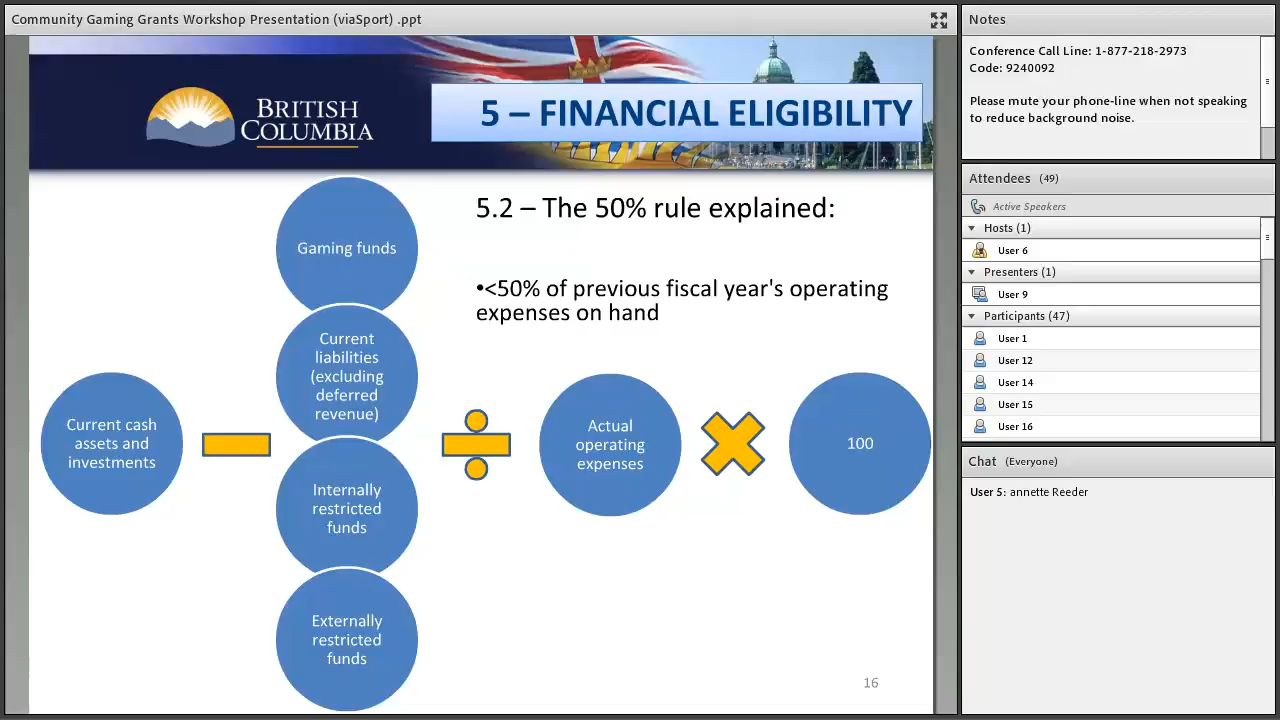 Community Gaming Grants Workshop Presentation (viaSport) .ppt
BRITISH
COLUMBIA
5 – FINANCIAL ELIGIBILITY
5.2 – The 50% rule explained:
•<50% of previous fiscal year's operating
expenses on hand
Current cash
assets and
investments
Gaming funds
Current
liabilities
(excluding
deferred
revenue)
Internally
restricted
funds
Externally
restricted
funds
Actual
operating
expenses
100
16
Notes
Conference Call Line: 1-877-218-2973
Code: 9240092
Please mute your phone-line when not speaking
to reduce background noise.
Attendees (49)
Active Speakers
Hosts (1)
User 6
Presenters (1)
User 9
Participants (47)
User 1
User 12
User 14
User 15
User 16
Chat (Everyone)
User 5: annette Reeder